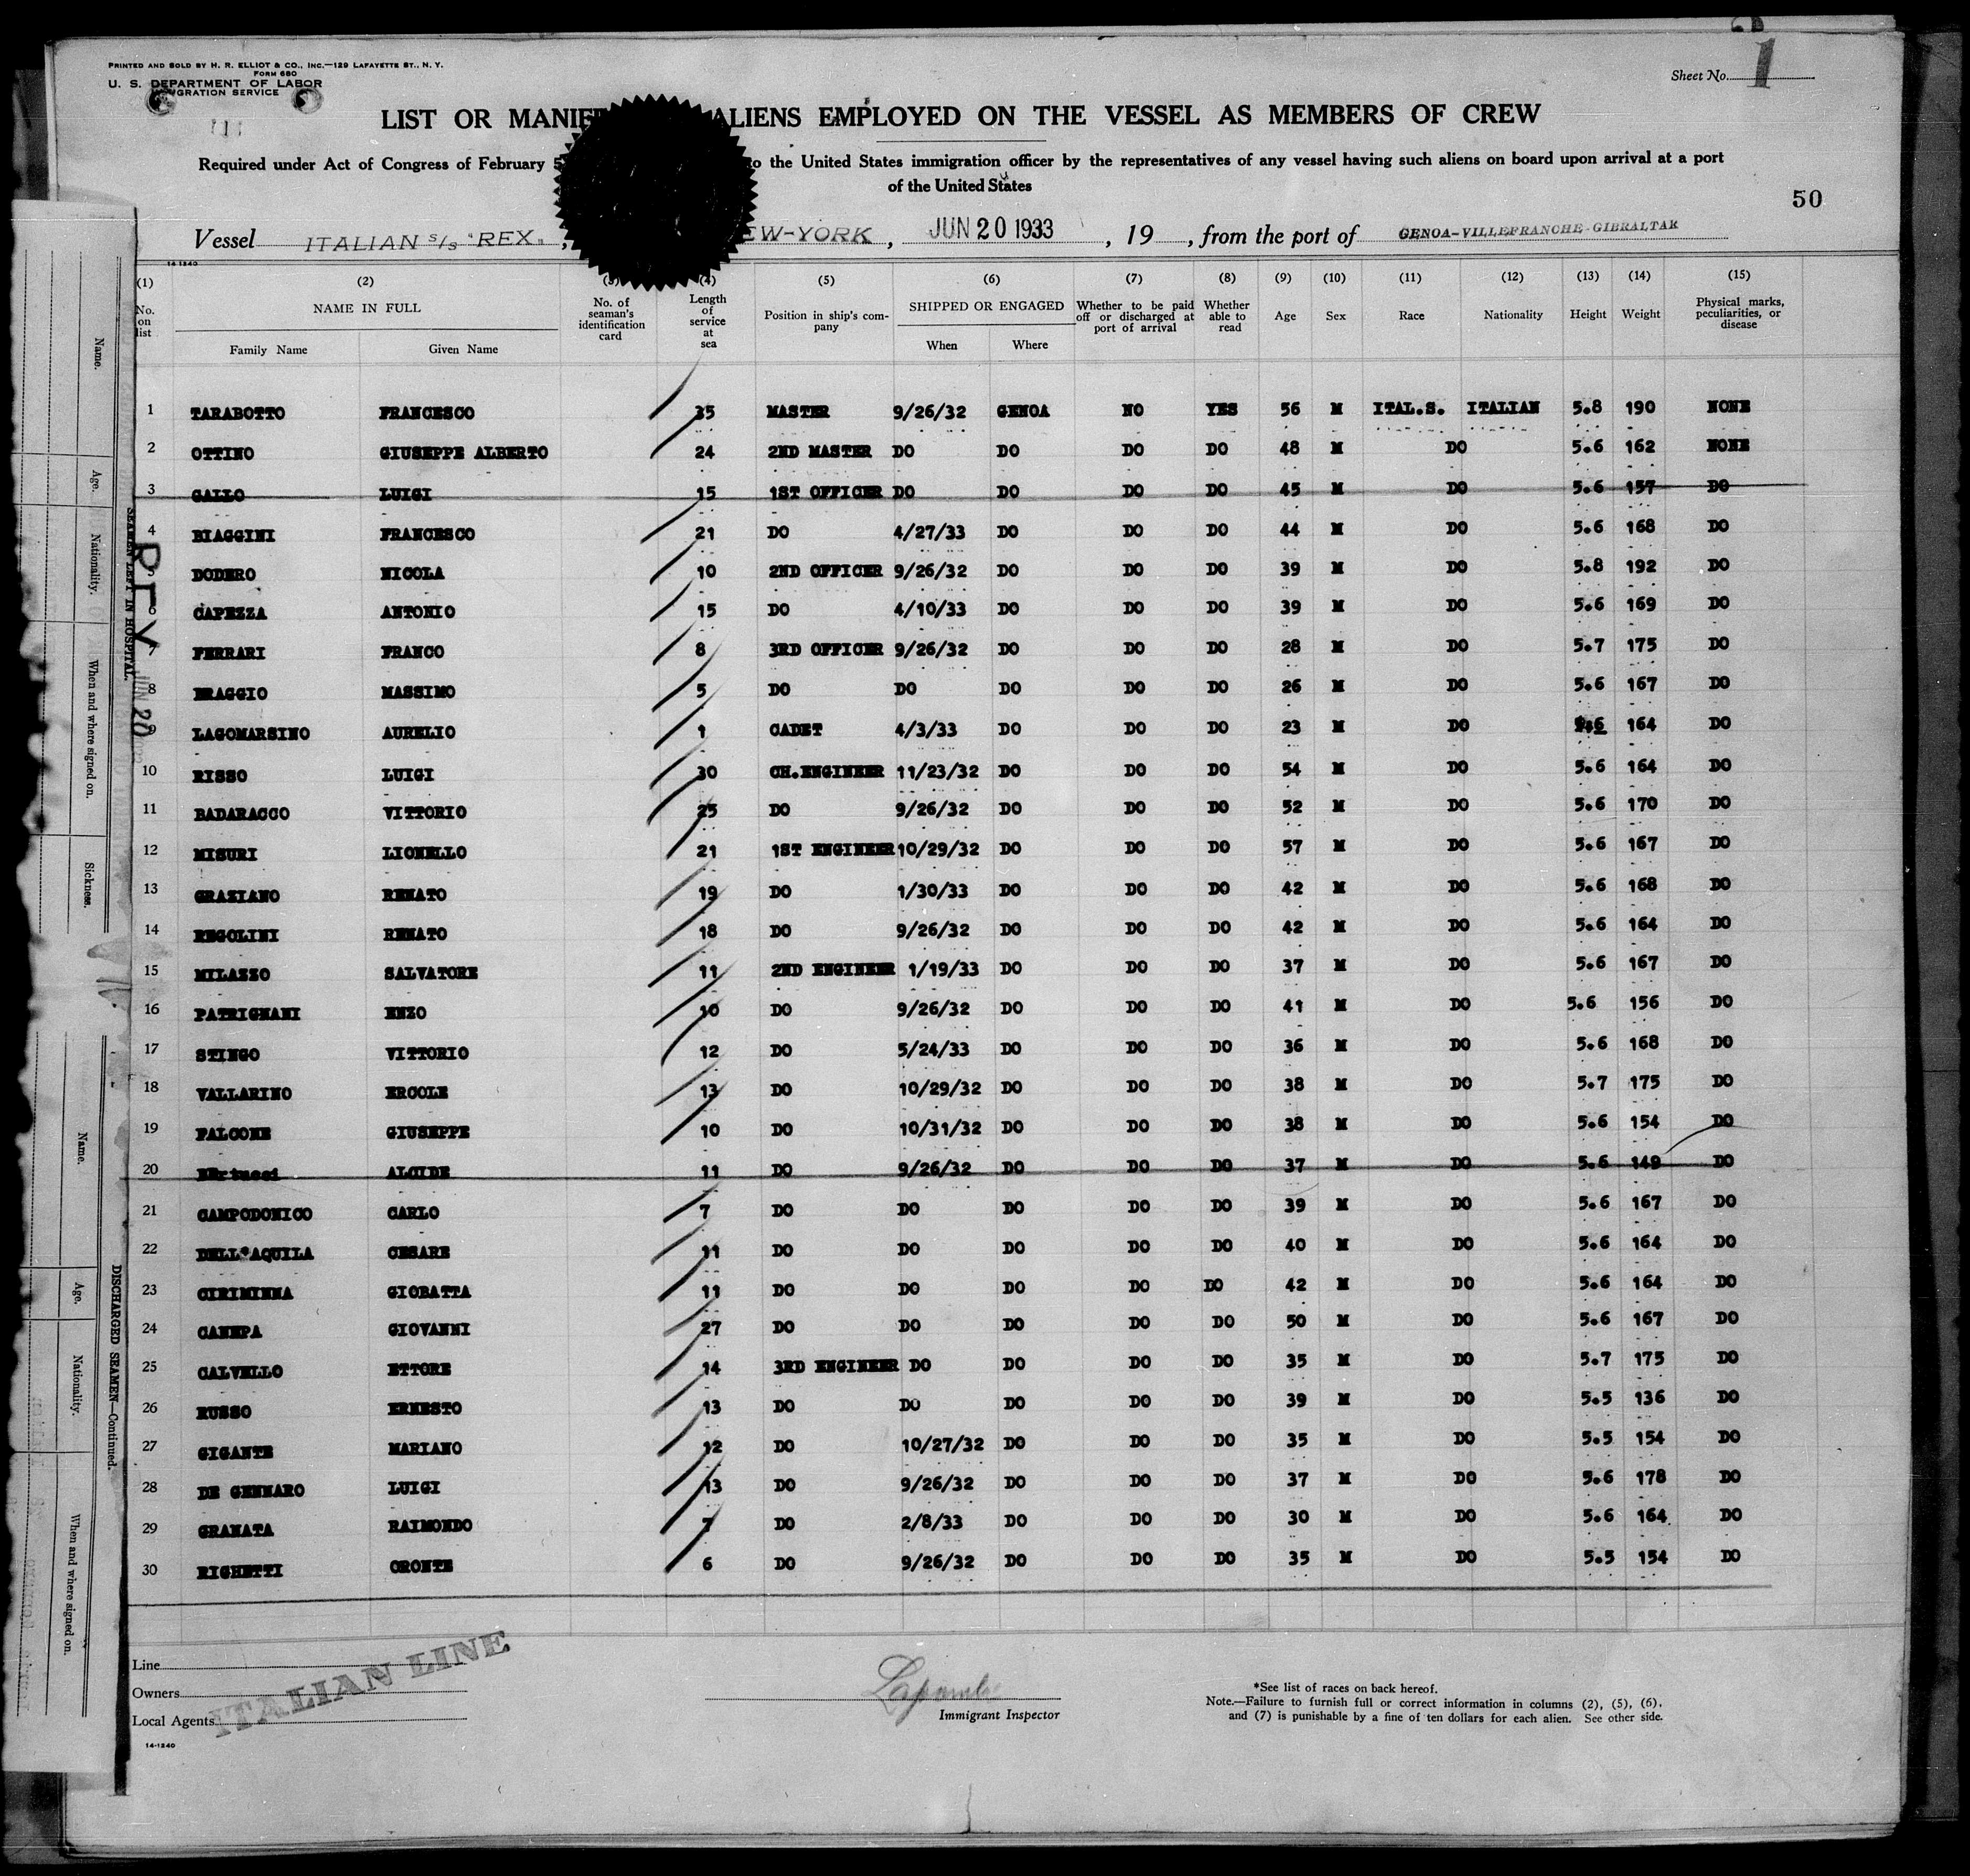 PRINTED AND SOLD BY H. R. ELLIOT & CO., INC.—129 LAFAYETTE ST., N. Y.
FORM 680
U. S. DEPARTMENT OF LABOR
IMMIGRATION SERVICE
Sheet No. 1
LIST OR MANIFE ALIENS EMPLOYED ON THE VESSEL AS MEMBERS OF CREW
Required under Act of Congress of February 5 to the United States immigration officer by the representatives of any vessel having such aliens on board upon arrival at a port
of the United States
50
Vessel ITALIAN S/S "REX", EW-YORK, JUN 20 1933, 19 , from the port of GENOA-VILLEFRANCHE-GIBRALTAR
14-1240
(1) (2) (3) (4) (5) (6) (7) (8) (9) (10) (11) (12) (13) (14) (15)
No. on list NAME IN FULL Family Name Given Name No. of seaman's identification card Length of service at sea Position in ship's company SHIPPED OR ENGAGED When Where Whether to be paid off or discharged at port of arrival Whether able to read Age Sex Race Nationality Height Weight Physical marks, peculiarities, or disease
1 TARABOTTO FRANCESCO 35 MASTER 9/26/32 GENOA NO YES 56 M ITAL.S. ITALIAN 5.8 190 NONE
2 OTTINO GIUSEPPE ALBERTO 24 2ND MASTER DO DO DO DO 48 M DO 5.6 162 NONE
3 GALLO LUIGI 15 1ST OFFICER DO DO DO DO 45 M DO 5.6 157 DO
4 BIAGGINI FRANCESCO 21 DO 4/27/33 DO DO DO 44 M DO 5.6 168 DO
5 DODERO NICOLA 10 2ND OFFICER 9/26/32 DO DO DO 39 M DO 5.8 192 DO
6 CAPEZZA ANTONIO 15 DO 4/10/33 DO DO DO 39 M DO 5.6 169 DO
7 FERRARI FRANCO 8 3RD OFFICER 9/26/32 DO DO DO 28 M DO 5.7 175 DO
8 BRAGGIO MASSIMO 5 DO DO DO DO DO 26 M DO 5.6 167 DO
9 LAGOMARSINO AURELIO 1 CADET 4/3/33 DO DO DO 23 M DO 5.6 164 DO
10 RISSO LUIGI 30 CH.ENGINEER 11/23/32 DO DO DO 54 M DO 5.6 164 DO
11 BADARACCO VITTORIO 25 DO 9/26/32 DO DO DO 52 M DO 5.6 170 DO
12 MISURI LIONELLO 21 1ST ENGINEER 10/29/32 DO DO DO 57 M DO 5.6 167 DO
13 GRAZIANO RENATO 19 DO 1/30/33 DO DO DO 42 M DO 5.6 168 DO
14 REGOLINI RENATO 18 DO 9/26/32 DO DO DO 42 M DO 5.6 164 DO
15 MILAZZO SALVATORE 11 2ND ENGINEER 1/19/33 DO DO DO 37 M DO 5.6 167 DO
16 PATRIGNANI ENZO 10 DO 9/26/32 DO DO DO 41 M DO 5.6 156 DO
17 STINGO VITTORIO 12 DO 5/24/33 DO DO DO 36 M DO 5.6 168 DO
18 VALLARINO ERCOLE 13 DO 10/29/32 DO DO DO 38 M DO 5.7 175 DO
19 FALCONE GIUSEPPE 10 DO 10/31/32 DO DO DO 38 M DO 5.6 154 DO
20 BErtucci ALCIDE 11 DO 9/26/32 DO DO DO 37 M DO 5.6 149 DO
21 CAMPODONICO CARLO 7 DO DO DO DO DO 39 M DO 5.6 167 DO
22 DELL'AQUILA CESARE 11 DO DO DO DO DO 40 M DO 5.6 164 DO
23 CIRIMINNA GIOBATTA 11 DO DO DO DO DO 42 M DO 5.6 164 DO
24 CANEPA GIOVANNI 27 DO DO DO DO DO 50 M DO 5.6 167 DO
25 CALVELLO ETTORE 14 3RD ENGINEER DO DO DO DO 35 M DO 5.7 175 DO
26 RUSSO ERNESTO 13 DO DO DO DO DO 39 M DO 5.5 136 DO
27 GIGANTE MARIANO 12 DO 10/27/32 DO DO DO 35 M DO 5.5 154 DO
28 DE GENNARO LUIGI 13 DO 9/26/32 DO DO DO 37 M DO 5.6 178 DO
29 GRANATA RAIMONDO 7 DO 2/8/33 DO DO DO 30 M DO 5.6 164 DO
30 RIGHETTI ORONTE 6 DO 9/26/32 DO DO DO 35 M DO 5.5 154 DO
Line
Owners
Local Agents
ITALIAN LINE
14-1240
Immigrant Inspector
*See list of races on back hereof.
Note.—Failure to furnish full or correct information in columns (2), (5), (6),
and (7) is punishable by a fine of ten dollars for each alien. See other side.
SEAMEN LEFT IN HOSPITAL.
Name. Age. Nationality. When and where signed on. Sickness.
JUN 20
DISCHARGED SEAMEN—Continued.
Name. Age. Nationality. When and where signed on.